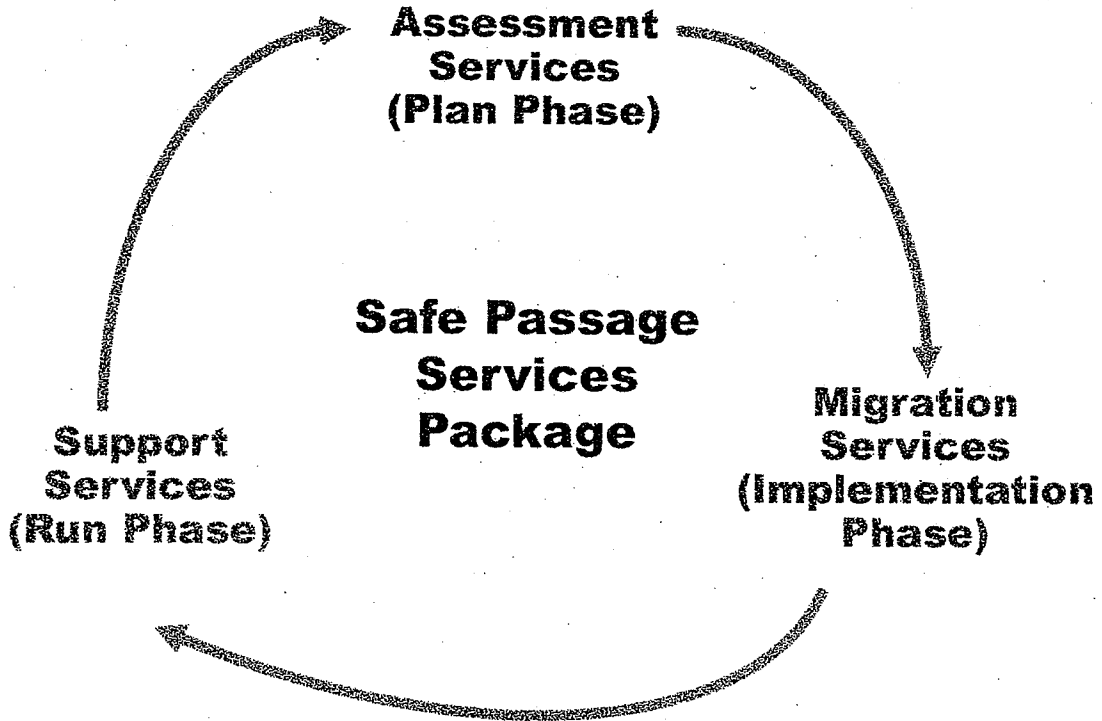 Assessment
Services
(Plan Phase)
Safe Passage
Services
Package
Migration
Services
(Implementation
Phase)
Support
Services
(Run Phase)